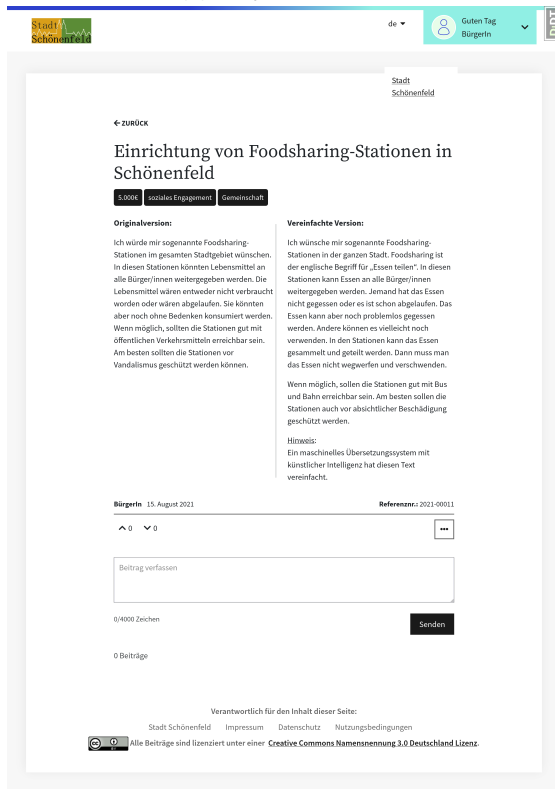 Stadt
Schönenfeld
de
Guten Tag
BürgerIn
Stadt
Schönenfeld
ZURÜCK
Einrichtung von Foodsharing-Stationen in
Schönenfeld
5.000€ soziales Engagement Gemeinschaft
Originalversion:
Ich würde mir sogenannte Foodsharing-
Stationen im gesamten Stadtgebiet wünschen.
In diesen Stationen könnten Lebensmittel an
alle Bürger/innen weitergegeben werden. Die
Lebensmittel wären entweder nicht verbraucht
worden oder wären abgelaufen. Sie könnten
aber noch ohne Bedenken konsumiert werden.
Wenn möglich, sollten die Stationen gut mit
öffentlichen Verkehrsmitteln erreichbar sein.
Am besten sollten die Stationen vor
Vandalismus geschützt werden können.
Vereinfachte Version:
Ich wünsche mir sogenannte Foodsharing-
Stationen in der ganzen Stadt. Foodsharing ist
der englische Begriff für „Essen teilen“. In diesen
Stationen kann Essen an alle Bürger/innen
weitergegeben werden. Jemand hat das Essen
nicht gegessen oder es ist schon abgelaufen. Das
Essen kann aber noch problemlos gegessen
werden. Andere können es vielleicht noch
verwenden. In den Stationen kann das Essen
gesammelt und geteilt werden. Dann muss man
das Essen nicht wegwerfen und verschwenden.
Wenn möglich, sollen die Stationen gut mit Bus
und Bahn erreichbar sein. Am besten sollen die
Stationen auch vor absichtlicher Beschädigung
geschützt werden.
Hinweis:
Ein maschinelles Übersetzungssystem mit
künstlicher Intelligenz hat diesen Text
vereinfacht.
BürgerIn 15. August 2021 Referenznr.: 2021-00011
0 0
Beitrag verfassen
0/4000 Zeichen
Senden
0 Beiträge
Verantwortlich für den Inhalt dieser Seite:
Stadt Schönenfeld Impressum Datenschutz Nutzungsbedingungen
Alle Beiträge sind lizenziert unter einer Creative Commons Namensnennung 3.0 Deutschland Lizenz.